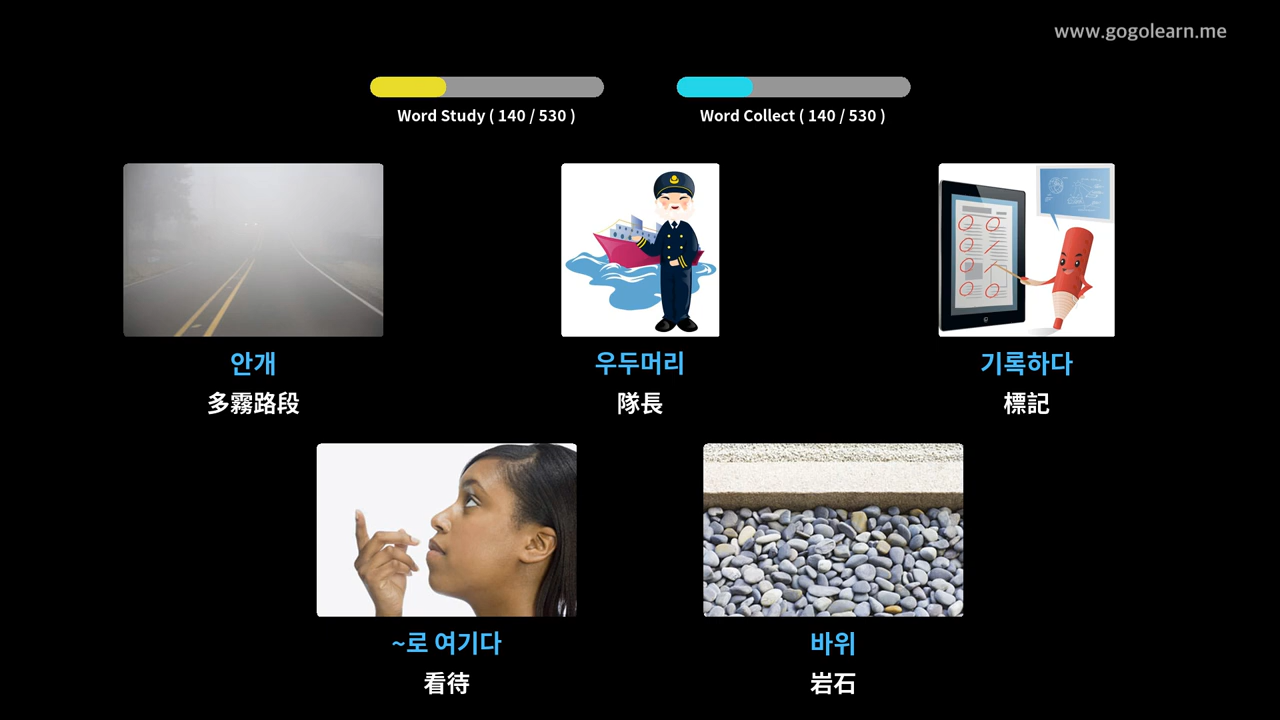 www.gogolearn.me
Word Study ( 140 / 530 )
Word Collect ( 140 / 530 )
안개
우두머리
기록하다
多霧路段
隊長
標記
~로 여기다
바위
看待
岩石